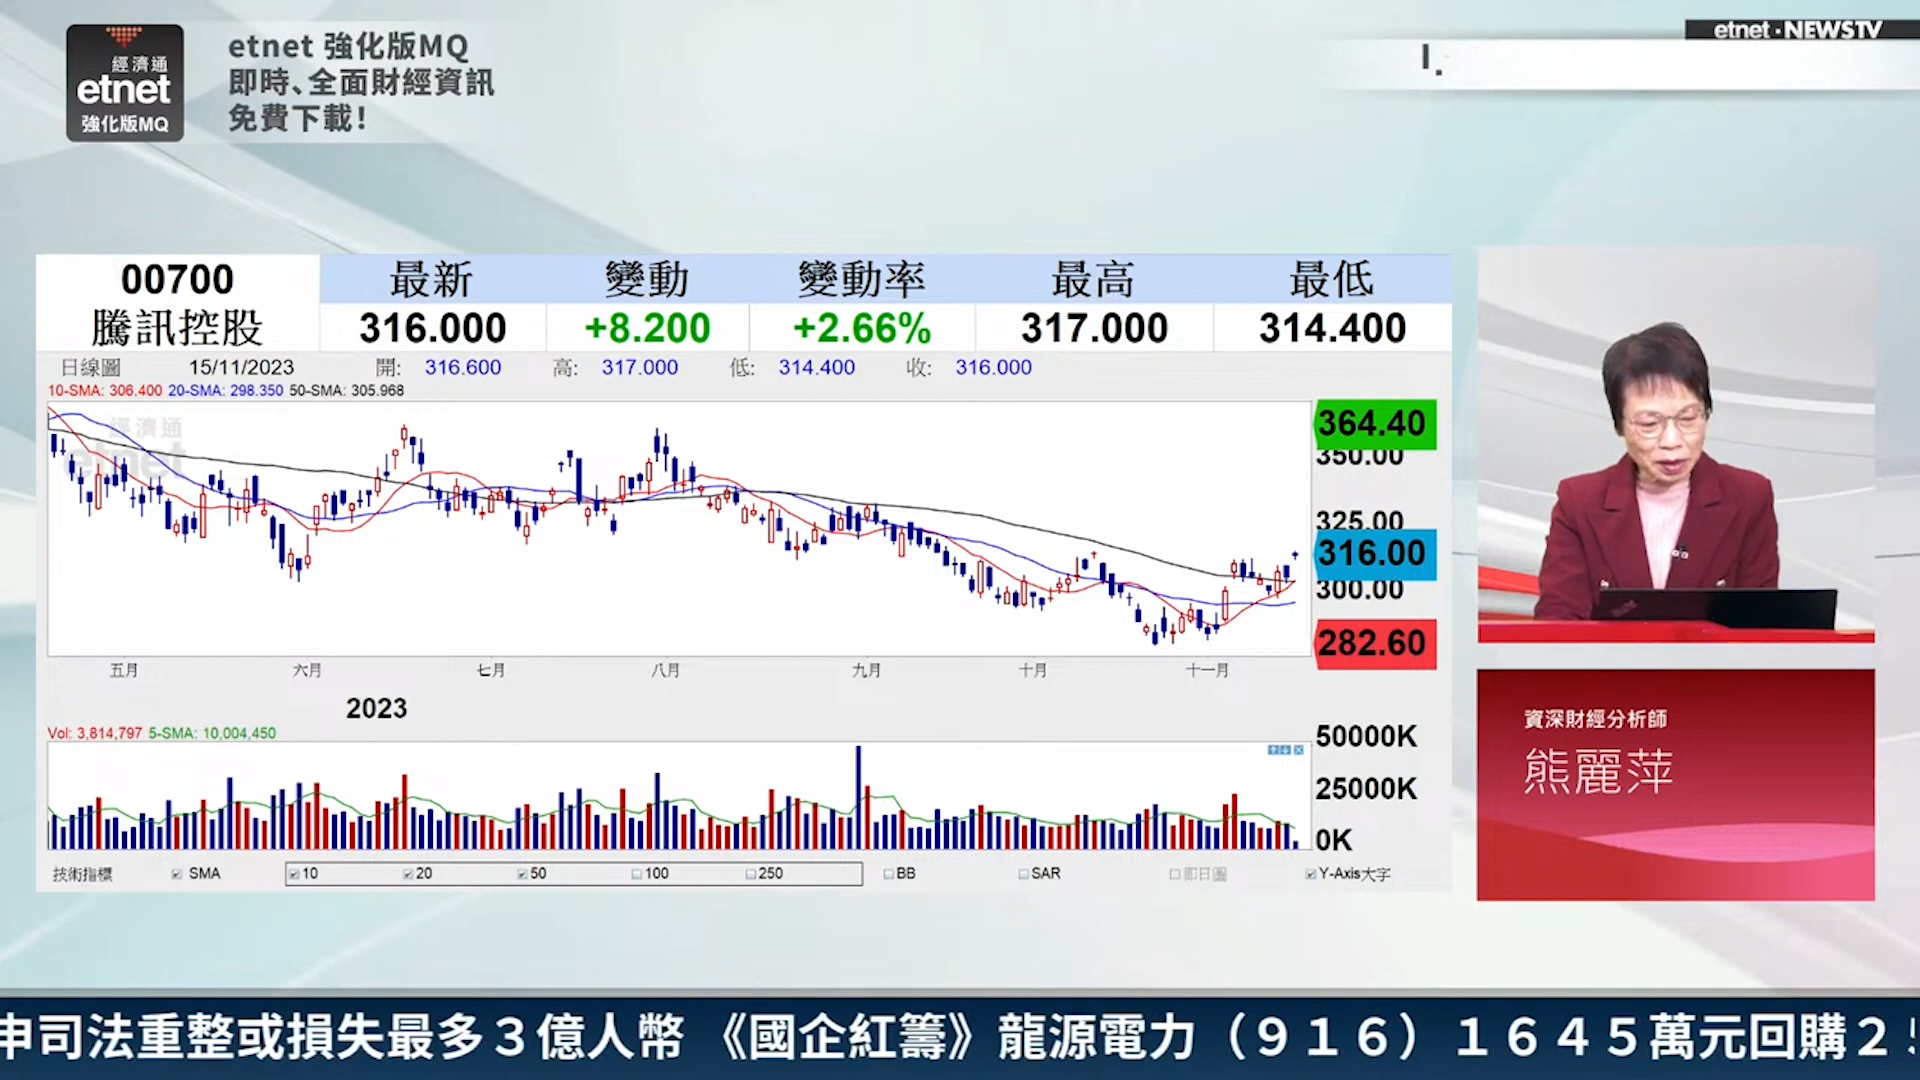 經濟通
etnet
強化版MQ
etnet 強化版MQ
即時、全面財經資訊
免費下載！
etnet·NEWSTV
00700
騰訊控股
最新 變動 變動率 最高 最低
316.000 +8.200 +2.66% 317.000 314.400
日線圖 15/11/2023 開: 316.600 高: 317.000 低: 314.400 收: 316.000
10-SMA: 306.400 20-SMA: 298.350 50-SMA: 305.968
經濟通
etnet
364.40
350.00
325.00
316.00
300.00
282.60
五月 六月 七月 八月 九月 十月 十一月
2023
Vol: 3,814,797 5-SMA: 10,004,450
50000K
25000K
0K
技術指標 SMA 10 20 50 100 250 BB SAR 即日圖 Y-Axis大字
資深財經分析師
熊麗萍
申司法重整或損失最多３億人幣 《國企紅籌》龍源電力（９１６）１６４５萬元回購２